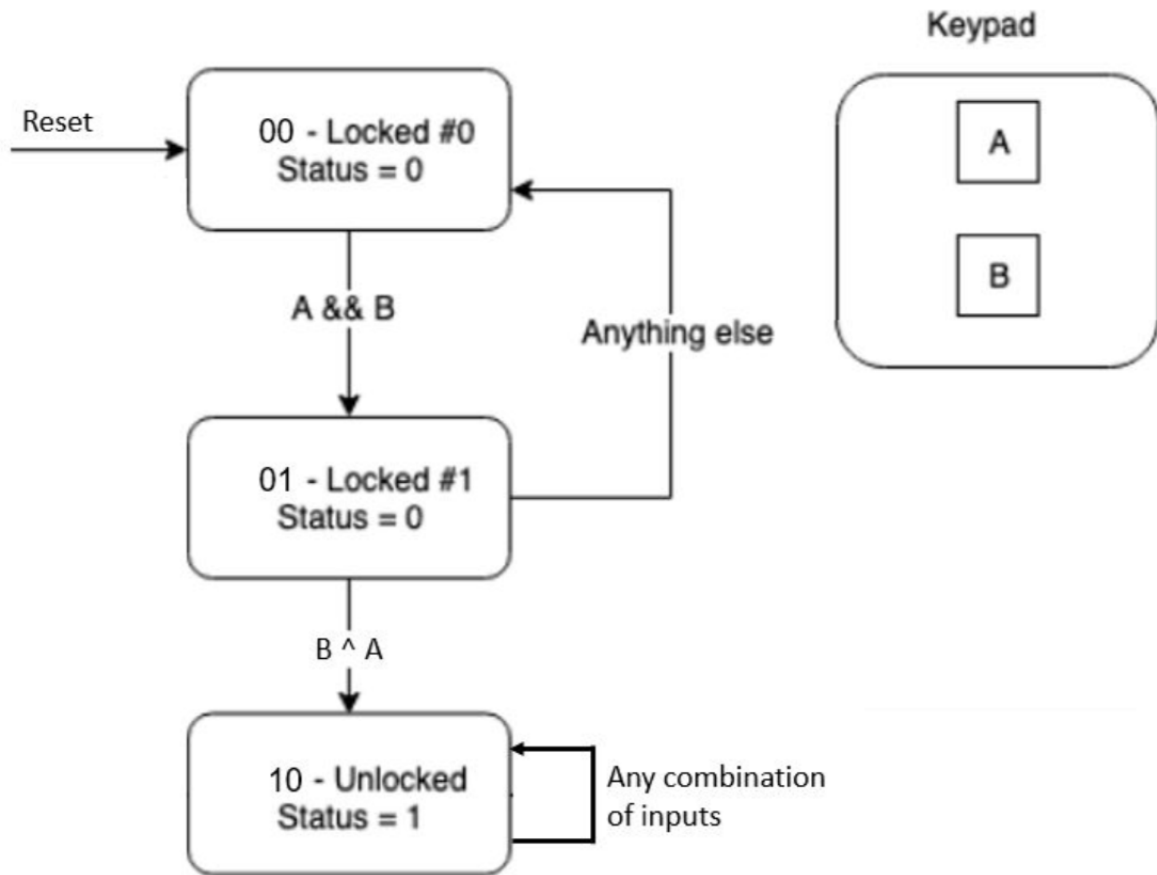 Keypad
Reset
00 - Locked #0
Status = 0
A
A && B
B
Anything else
01 - Locked #1
Status = 0
B ^ A
10 - Unlocked
Status = 1
Any combination
of inputs